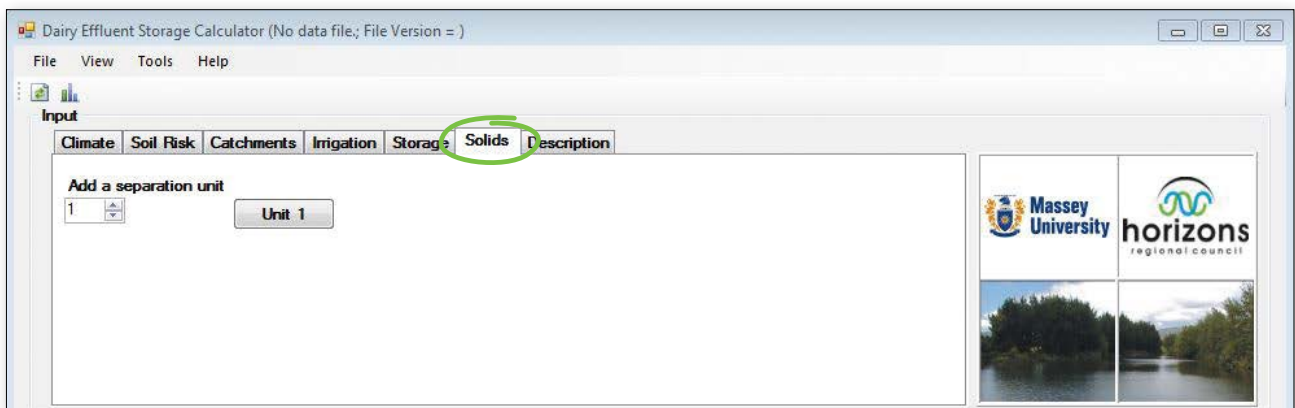 Dairy Effluent Storage Calculator (No data file.; File Version = )
File View Tools Help
Input
Climate Soil Risk Catchments Irrigation Storage Solids Description
Add a separation unit
1
Unit 1
Massey
University
horizons
regional council